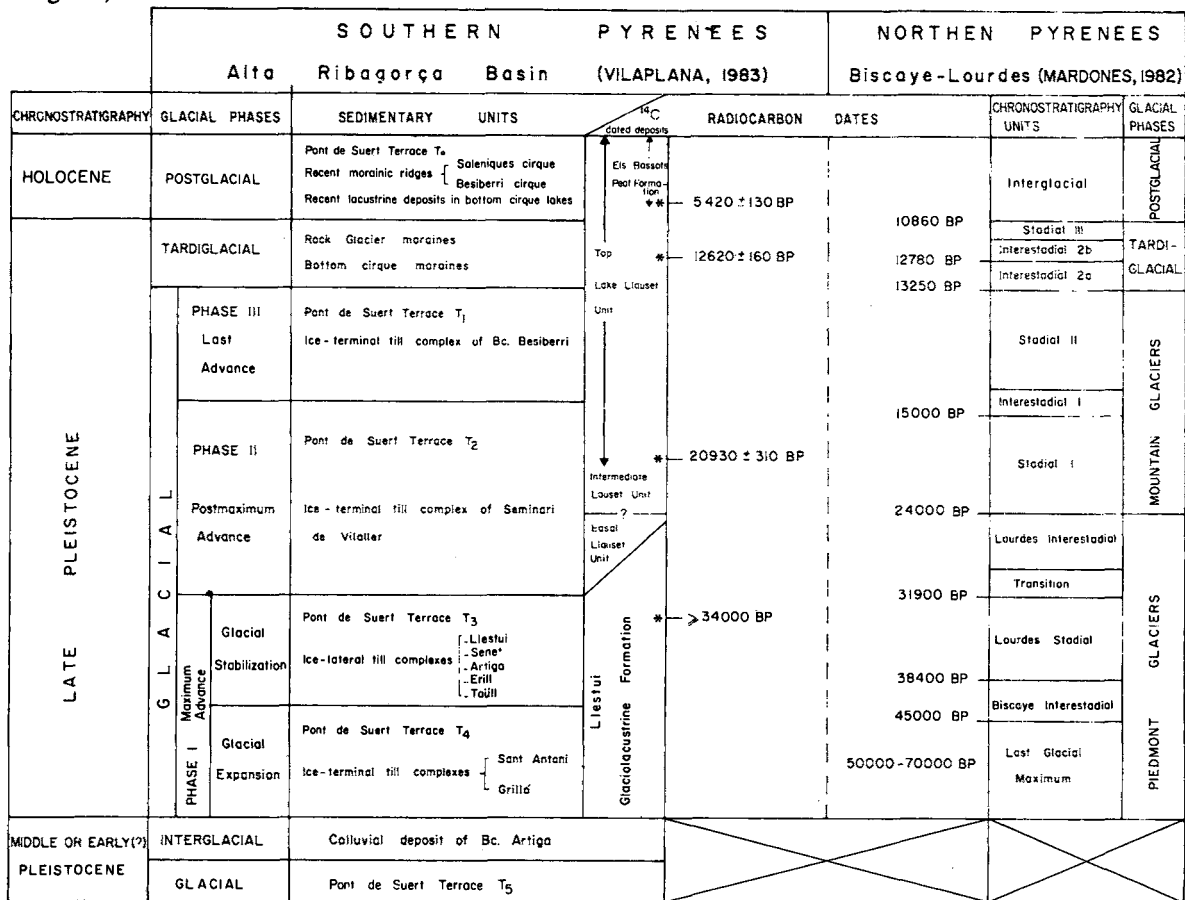 SOUTHERN PYRENEES
NORTHEN PYRENEES
Alta Ribagorça Basin (VILAPLANA, 1983)
Biscaye-Lourdes (MARDONES, 1982)
CHRONOSTRATIGRAPHY
GLACIAL PHASES
SEDIMENTARY UNITS
14C
dated deposits
RADIOCARBON DATES
CHRONOSTRATIGRAPHY
UNITS
GLACIAL
PHASES
HOLOCENE
POSTGLACIAL
Pont de Suert Terrace T
Recent morainic ridges
Saleniques cirque
Besiberri cirque
Recent lacustrine deposits in bottom cirque lakes
Els Bassots
Peat Forma-
tion
** 5420 ± 130 BP
10860 BP
Interglacial
POSTGLACIAL
TARDIGLACIAL
Rock Glacier moraines
Bottom cirque moraines
Top
Lake Llauset
Unit
* 12620 ± 160 BP
12780 BP
13250 BP
Stadial III
Interestadial 2b
Interestadial 2a
TARDI-
GLACIAL
LATE PLEISTOCENE
GLACIAL
PHASE III
Last
Advance
Pont de Suert Terrace T1
Ice-terminal till complex of Bc. Besiberri
Stadial II
15000 BP
Interestadial I
MOUNTAIN GLACIERS
PHASE II
Postmaximum
Advance
Pont de Suert Terrace T2
Ice-terminal till complex of Seminari
de Vilaller
* 20930 ± 310 BP
Intermediate
Lauset Unit
?
Basal
Llauset
Unit
Stadial I
24000 BP
Lourdes Interestadial
Transition
31900 BP
PHASE I
Maximum
Advance
Glacial
Stabilization
Pont de Suert Terrace T3
Ice-lateral till complexes
- Llestui
- Senet
- Artiga
- Erill
- Taüll
Llestui
Glaciolacustrine Formation
* ⩾34000 BP
Lourdes Stadial
38400 BP
Biscaye Interestadial
45000 BP
PIEDMONT GLACIERS
Glacial
Expansion
Pont de Suert Terrace T4
Ice-terminal till complexes
- Sant Antoni
- Grilló
50000-70000 BP
Last Glacial
Maximum
MIDDLE OR EARLY(?)
PLEISTOCENE
INTERGLACIAL
Colluvial deposit of Bc. Artiga
GLACIAL
Pont de Suert Terrace T5